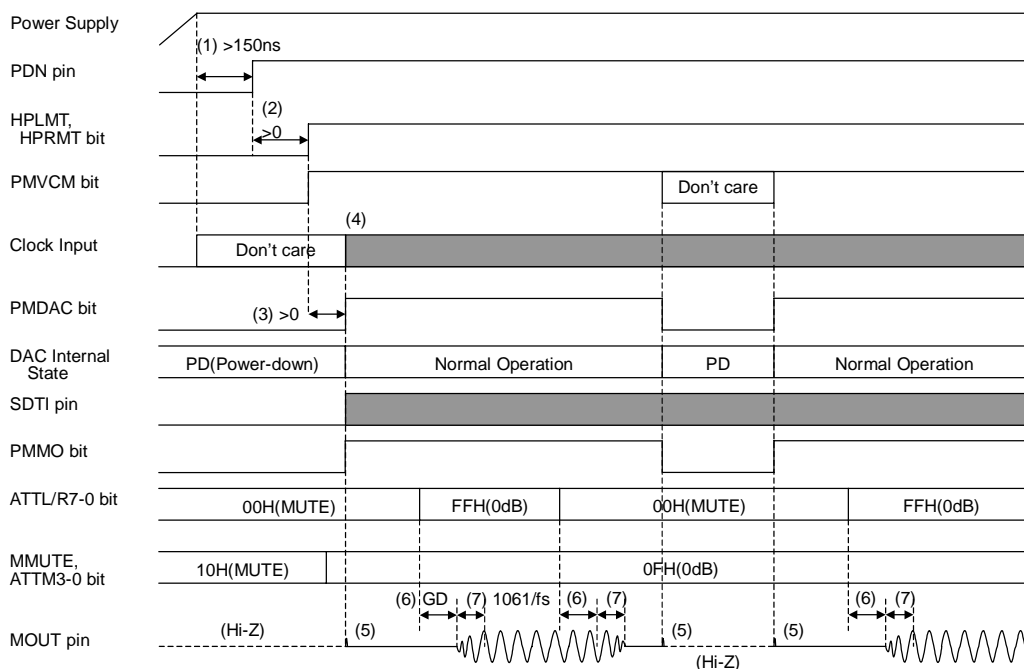 Power Supply
(1) >150ns
PDN pin
(2)
>0
HPLMT,
HPRMT bit
PMVCM bit
Don't care
(4)
Clock Input
Don't care
PMDAC bit
(3) >0
DAC Internal
State
PD(Power-down)
Normal Operation
PD
Normal Operation
SDTI pin
PMMO bit
ATTL/R7-0 bit
00H(MUTE)
FFH(0dB)
00H(MUTE)
FFH(0dB)
MMUTE,
ATTM3-0 bit
10H(MUTE)
0FH(0dB)
(6) GD (7) 1061/fs (6) (7) (6) (7)
MOUT pin
(Hi-Z)
(5)
(5)
(5)
(Hi-Z)